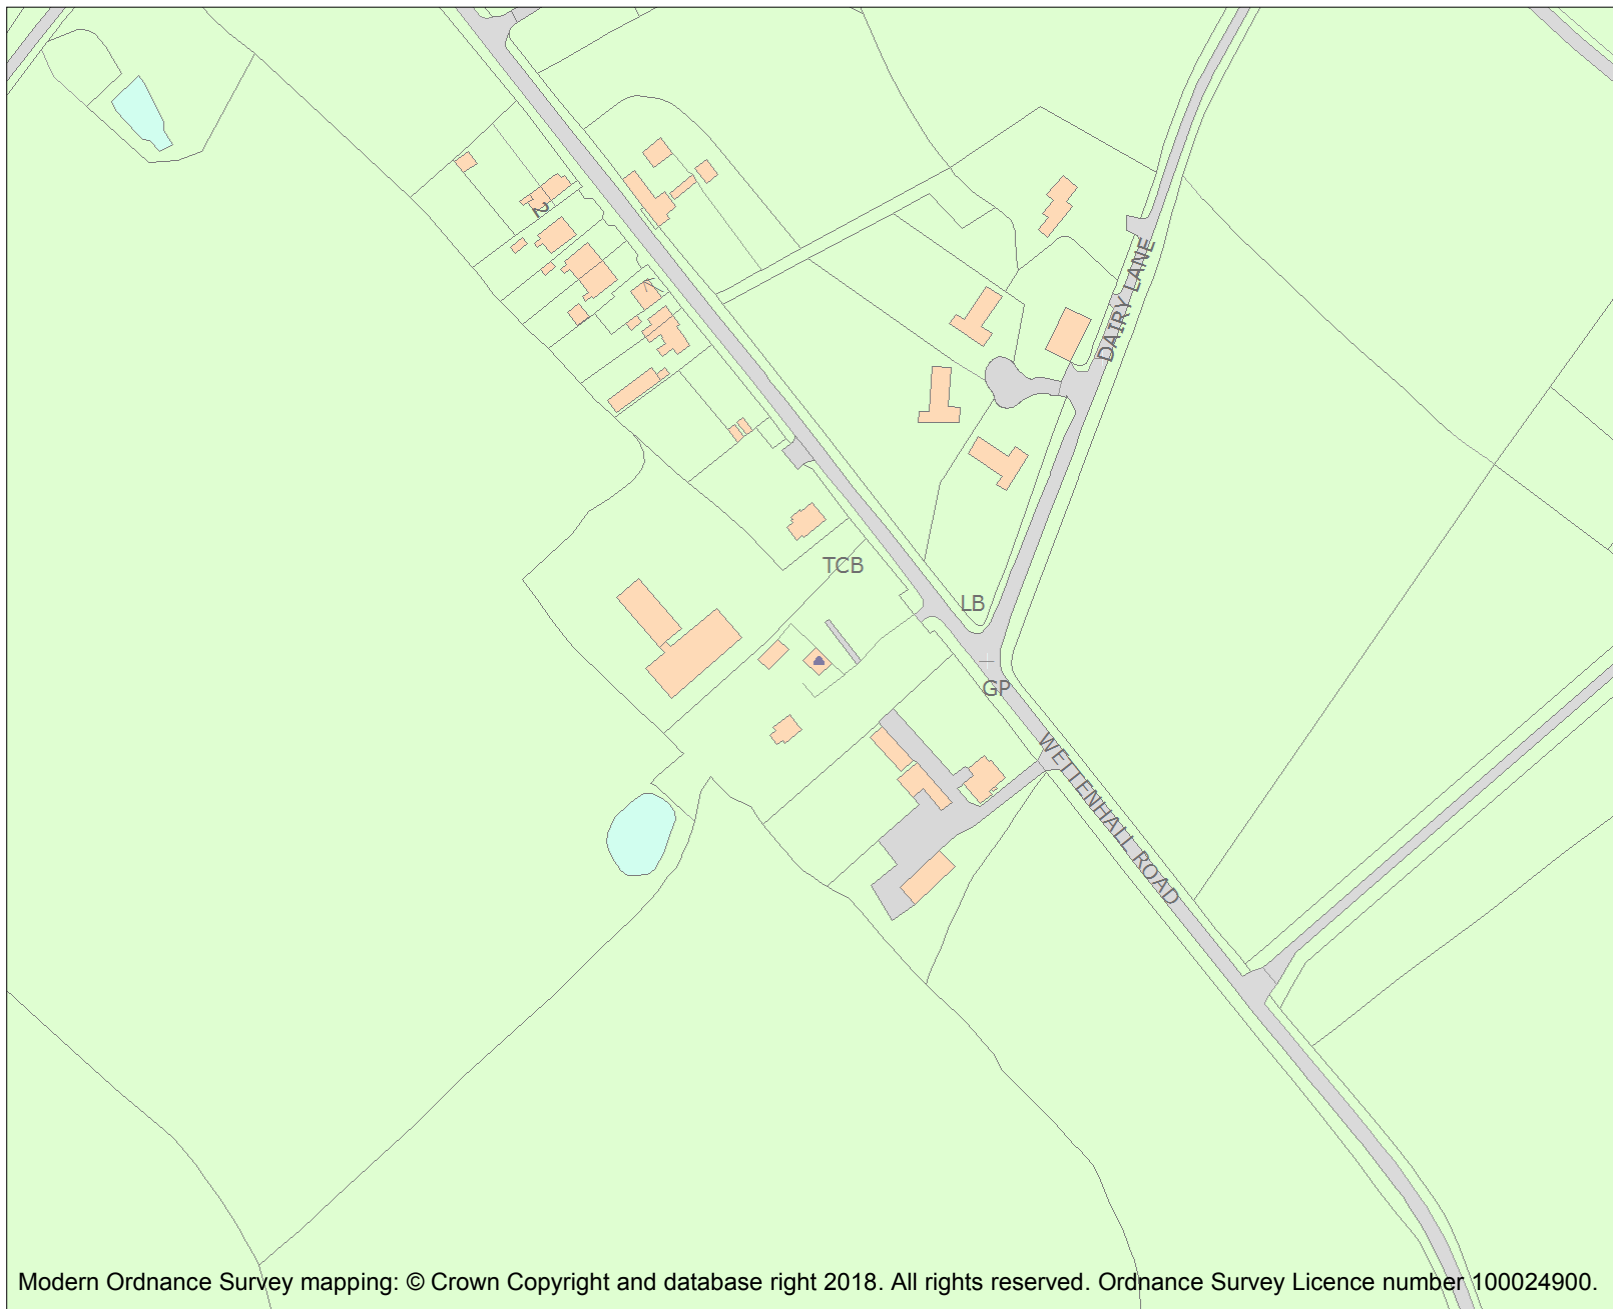 2
7
DAIRY LANE
TCB
LB
GP
WETTENHALL ROAD
Modern Ordnance Survey mapping: © Crown Copyright and database right 2018. All rights reserved. Ordnance Survey Licence number 100024900.